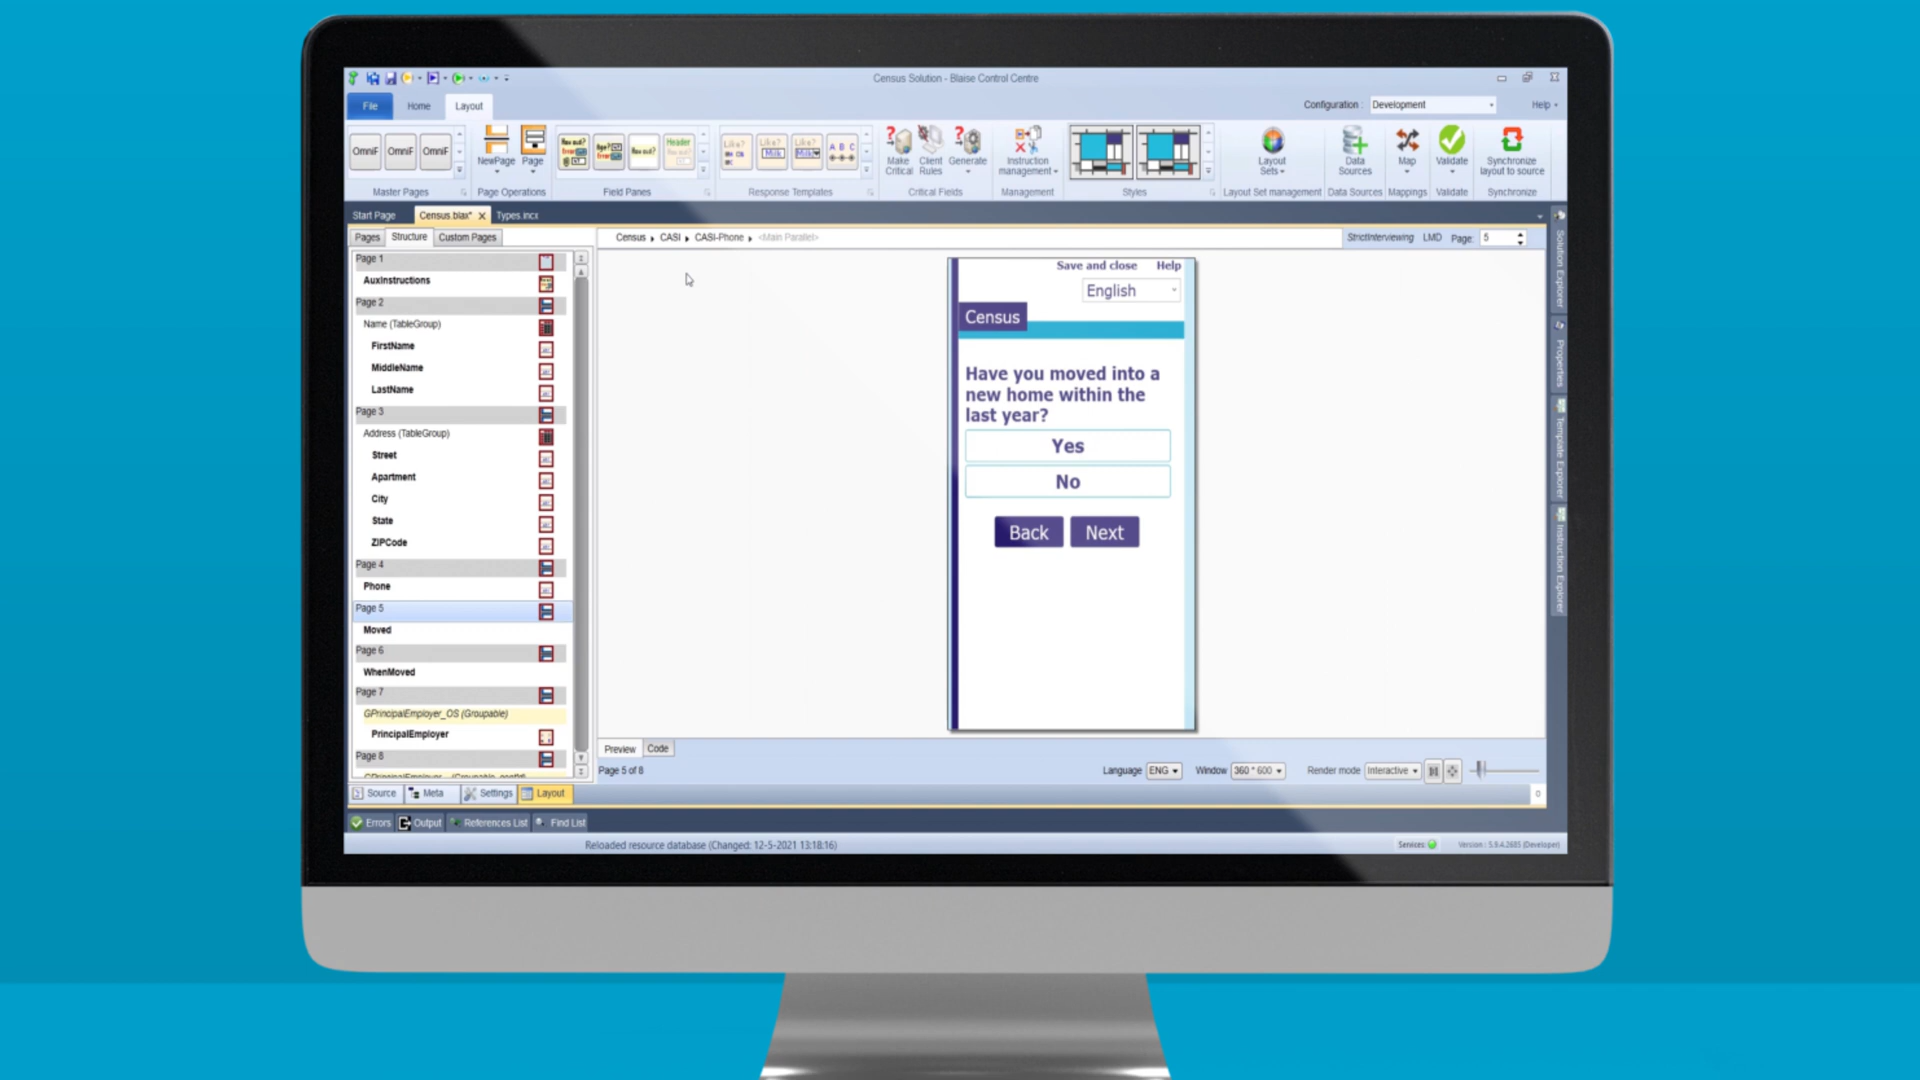 Census Solution - Blaise Control Centre
File Home Layout Configuration : Development Help
OmniF OmniF OmniF
NewPage Page
Header
Make Critical Client Rules Generate
Instruction management
Layout Sets
Data Sources
Map Validate
Synchronize layout to source
Master Pages Page Operations Field Panes Response Templates Critical Fields Management Styles Layout Set management Data Sources Mappings Validate Synchronize
Start Page Census.blax* Types.incx
Pages Structure Custom Pages
Census CASI CASI-Phone <Main Parallel>
StrictInterviewing LMD Page: 5
Page 1
AuxInstructions
Page 2
Name (TableGroup)
FirstName
MiddleName
LastName
Page 3
Address (TableGroup)
Street
Apartment
City
State
ZIPCode
Page 4
Phone
Page 5
Moved
Page 6
WhenMoved
Page 7
GPrincipalEmployer_OS (Groupable)
PrincipalEmployer
Page 8
Save and close Help
English
Census
Have you moved into a
new home within the
last year?
Yes
No
Back Next
Solution Explorer
Properties
Template Explorer
Instruction Explorer
Preview Code
Page 5 of 8
Language ENG Window 360 * 600 Render mode Interactive
Source Meta Settings Layout
0
Errors Output References List Find List
Reloaded resource database (Changed: 12-5-2021 13:18:16)
Services: Version : 5.9.4.2685 (Developer)